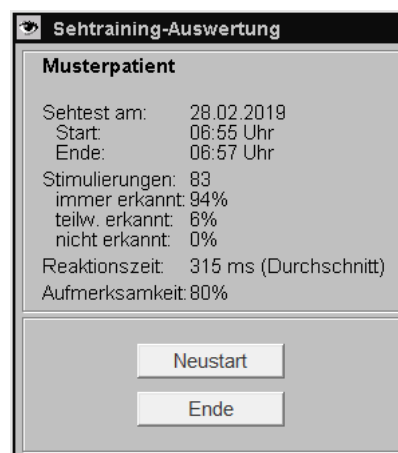 Sehtraining-Auswertung
Musterpatient
Sehtest am: 28.02.2019
Start: 06:55 Uhr
Ende: 06:57 Uhr
Stimulierungen: 83
immer erkannt: 94%
teilw. erkannt: 6%
nicht erkannt: 0%
Reaktionszeit: 315 ms (Durchschnitt)
Aufmerksamkeit: 80%
Neustart
Ende